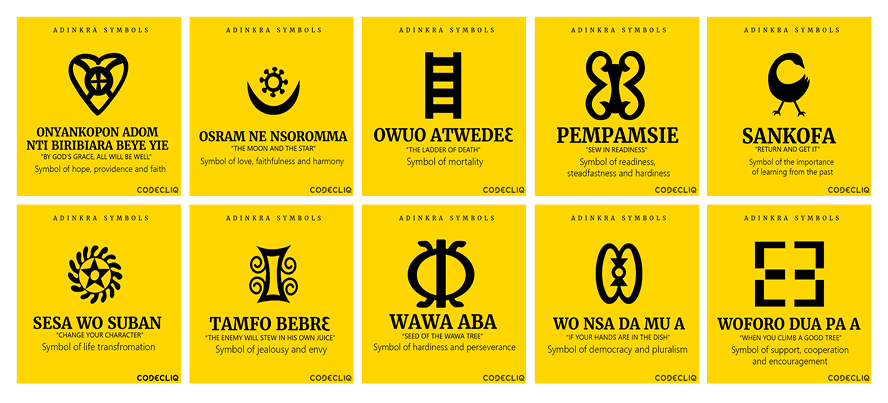 ADINKRA SYMBOLS
ONYANKOPON ADOM
NTI BIRIBIARA BEYE YIE
"BY GOD'S GRACE, ALL WILL BE WELL"
Symbol of hope, providence and faith
CODECLIQ
ADINKRA SYMBOLS
OSRAM NE NSOROMMA
"THE MOON AND THE STAR"
Symbol of love, faithfulness and harmony
CODECLIQ
ADINKRA SYMBOLS
OWUO ATWEDEƐ
"THE LADDER OF DEATH"
Symbol of mortality
CODECLIQ
ADINKRA SYMBOLS
PEMPAMSIE
"SEW IN READINESS"
Symbol of readiness,
steadfastness and hardiness
CODECLIQ
ADINKRA SYMBOLS
SANKOFA
"RETURN AND GET IT"
Symbol of the importance
of learning from the past
CODECLIQ
ADINKRA SYMBOLS
SESA WO SUBAN
"CHANGE YOUR CHARACTER"
Symbol of life transfromation
CODECLIQ
ADINKRA SYMBOLS
TAMFO BEBRƐ
"THE ENEMY WILL STEW IN HIS OWN JUICE"
Symbol of jealousy and envy
CODECLIQ
ADINKRA SYMBOLS
WAWA ABA
"SEED OF THE WAWA TREE"
Symbol of hardiness and perseverance
CODECLIQ
ADINKRA SYMBOLS
WO NSA DA MU A
"IF YOUR HANDS ARE IN THE DISH"
Symbol of democracy and pluralism
CODECLIQ
ADINKRA SYMBOLS
WOFORO DUA PA A
"WHEN YOU CLIMB A GOOD TREE"
Symbol of support, cooperation
and encouragement
CODECLIQ